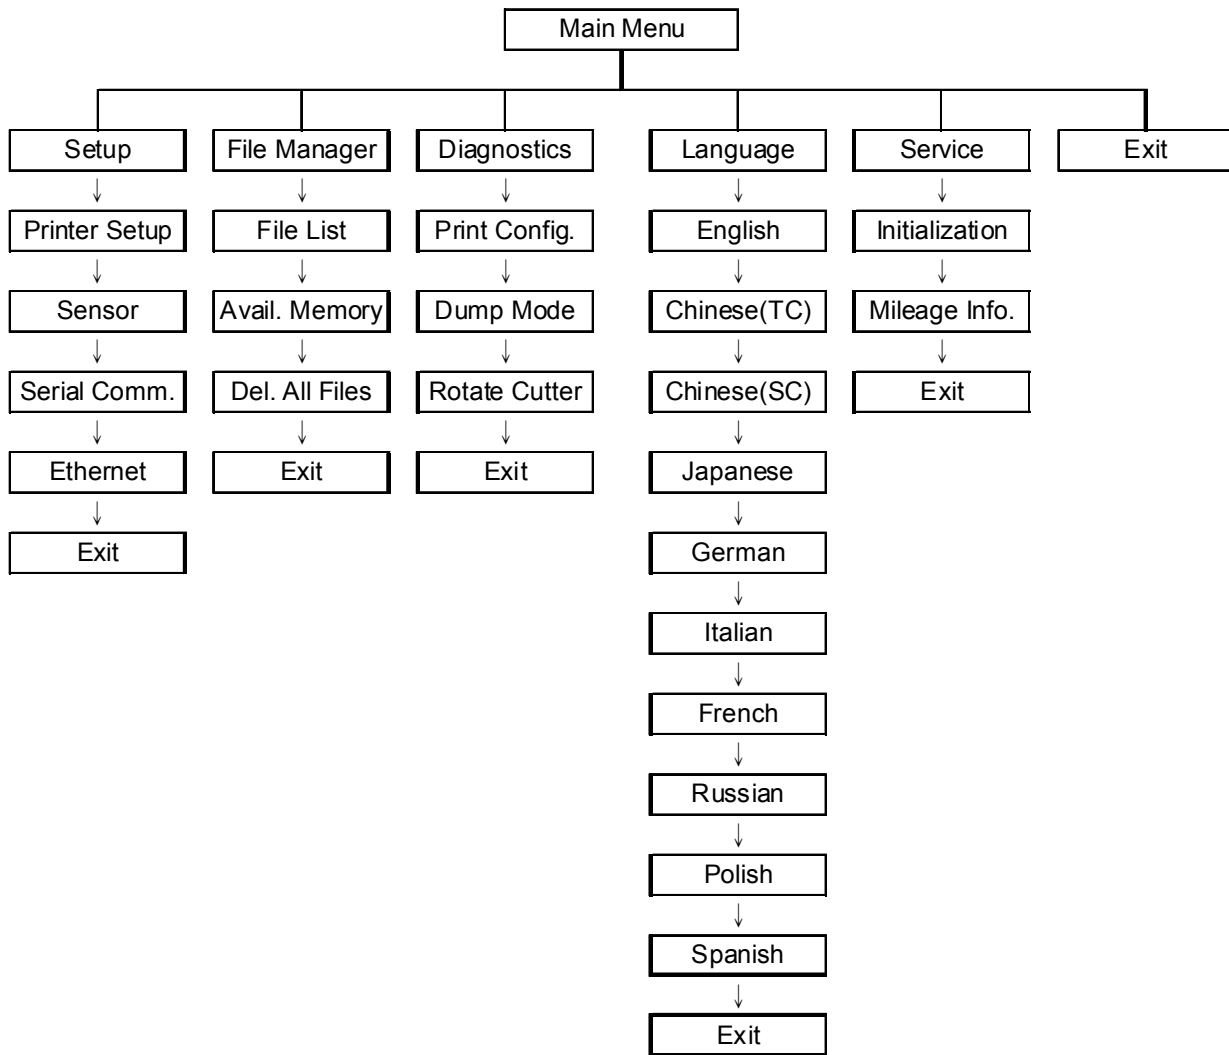 Main Menu
Setup
File Manager
Diagnostics
Language
Service
Exit
Printer Setup
File List
Print Config.
English
Initialization
Sensor
Avail. Memory
Dump Mode
Chinese(TC)
Mileage Info.
Serial Comm.
Del. All Files
Rotate Cutter
Chinese(SC)
Exit
Ethernet
Exit
Exit
Japanese
Exit
German
Italian
French
Russian
Polish
Spanish
Exit